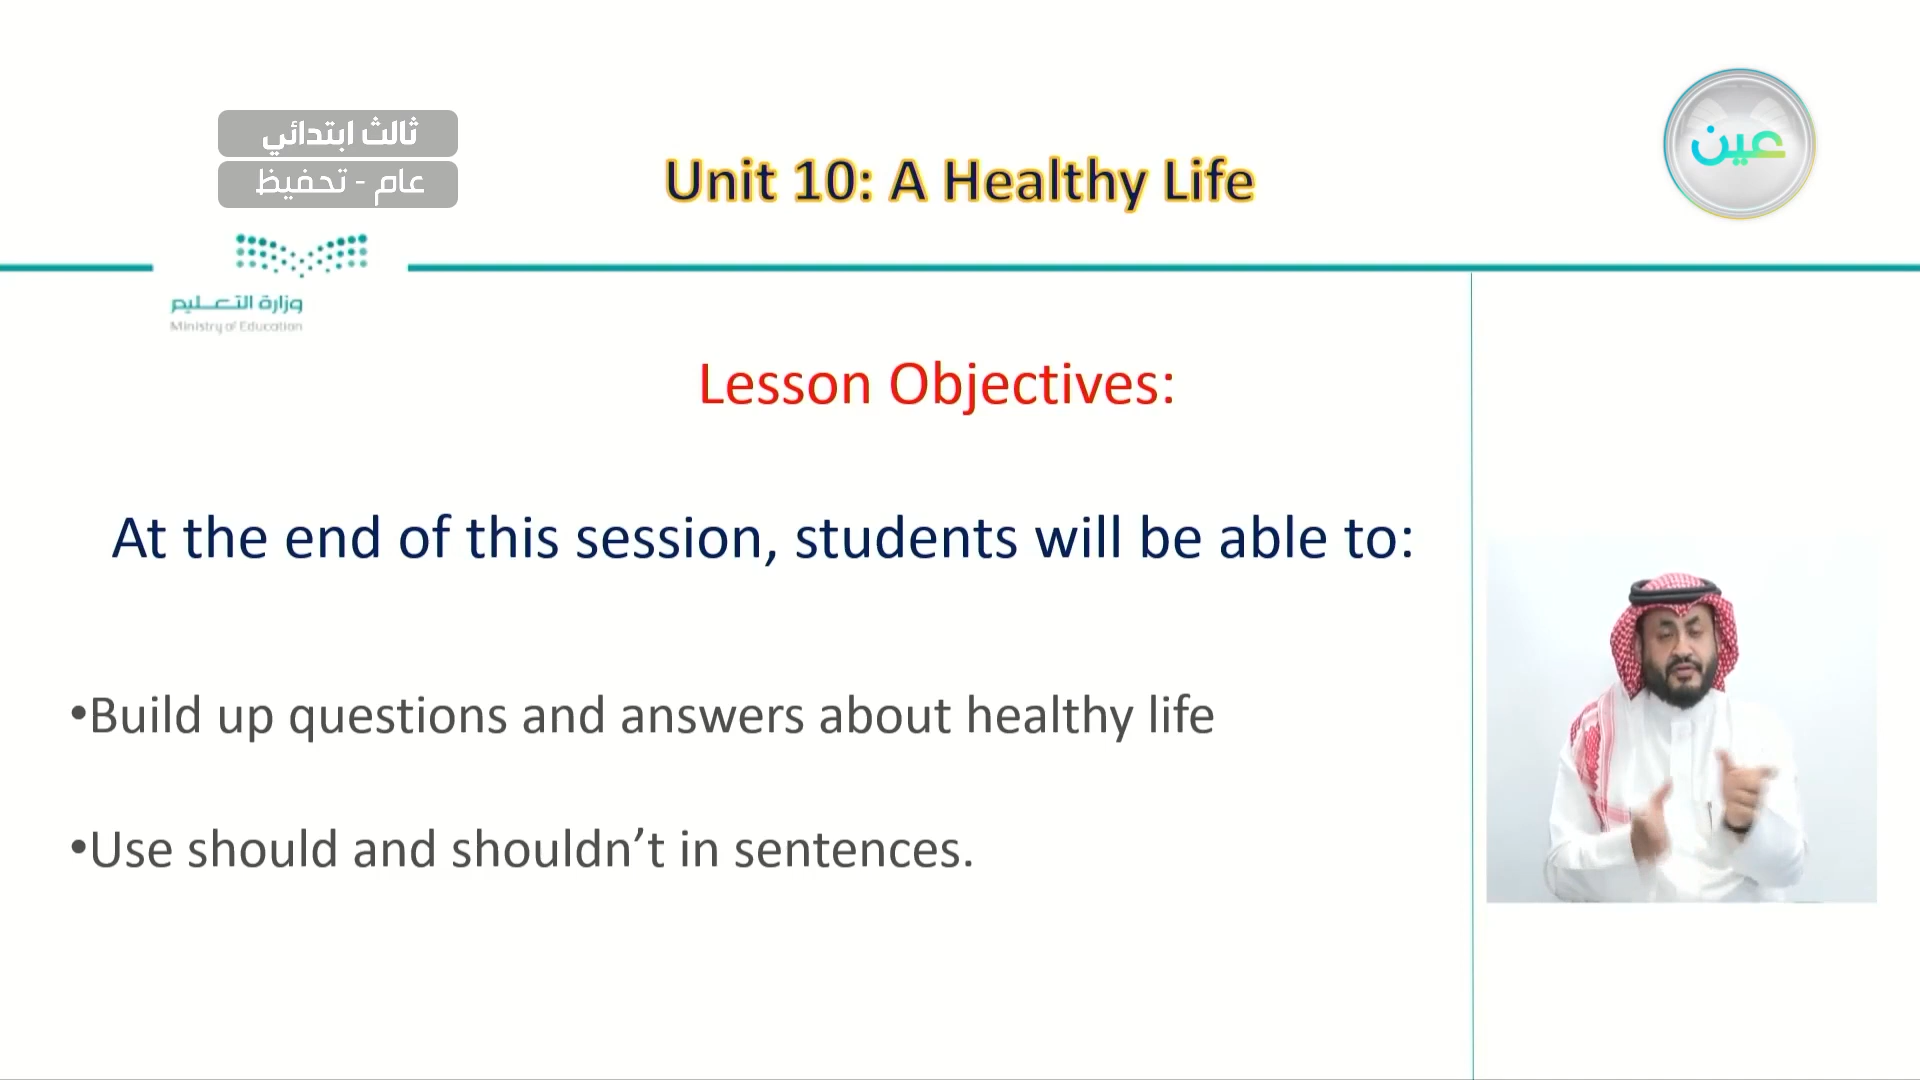 ثالث ابتدائي
عام - تحفيظ
Unit 10: A Healthy Life
عين
وزارة التعليم
Ministry of Education
Lesson Objectives:
At the end of this session, students will be able to:
•Build up questions and answers about healthy life
•Use should and shouldn’t in sentences.